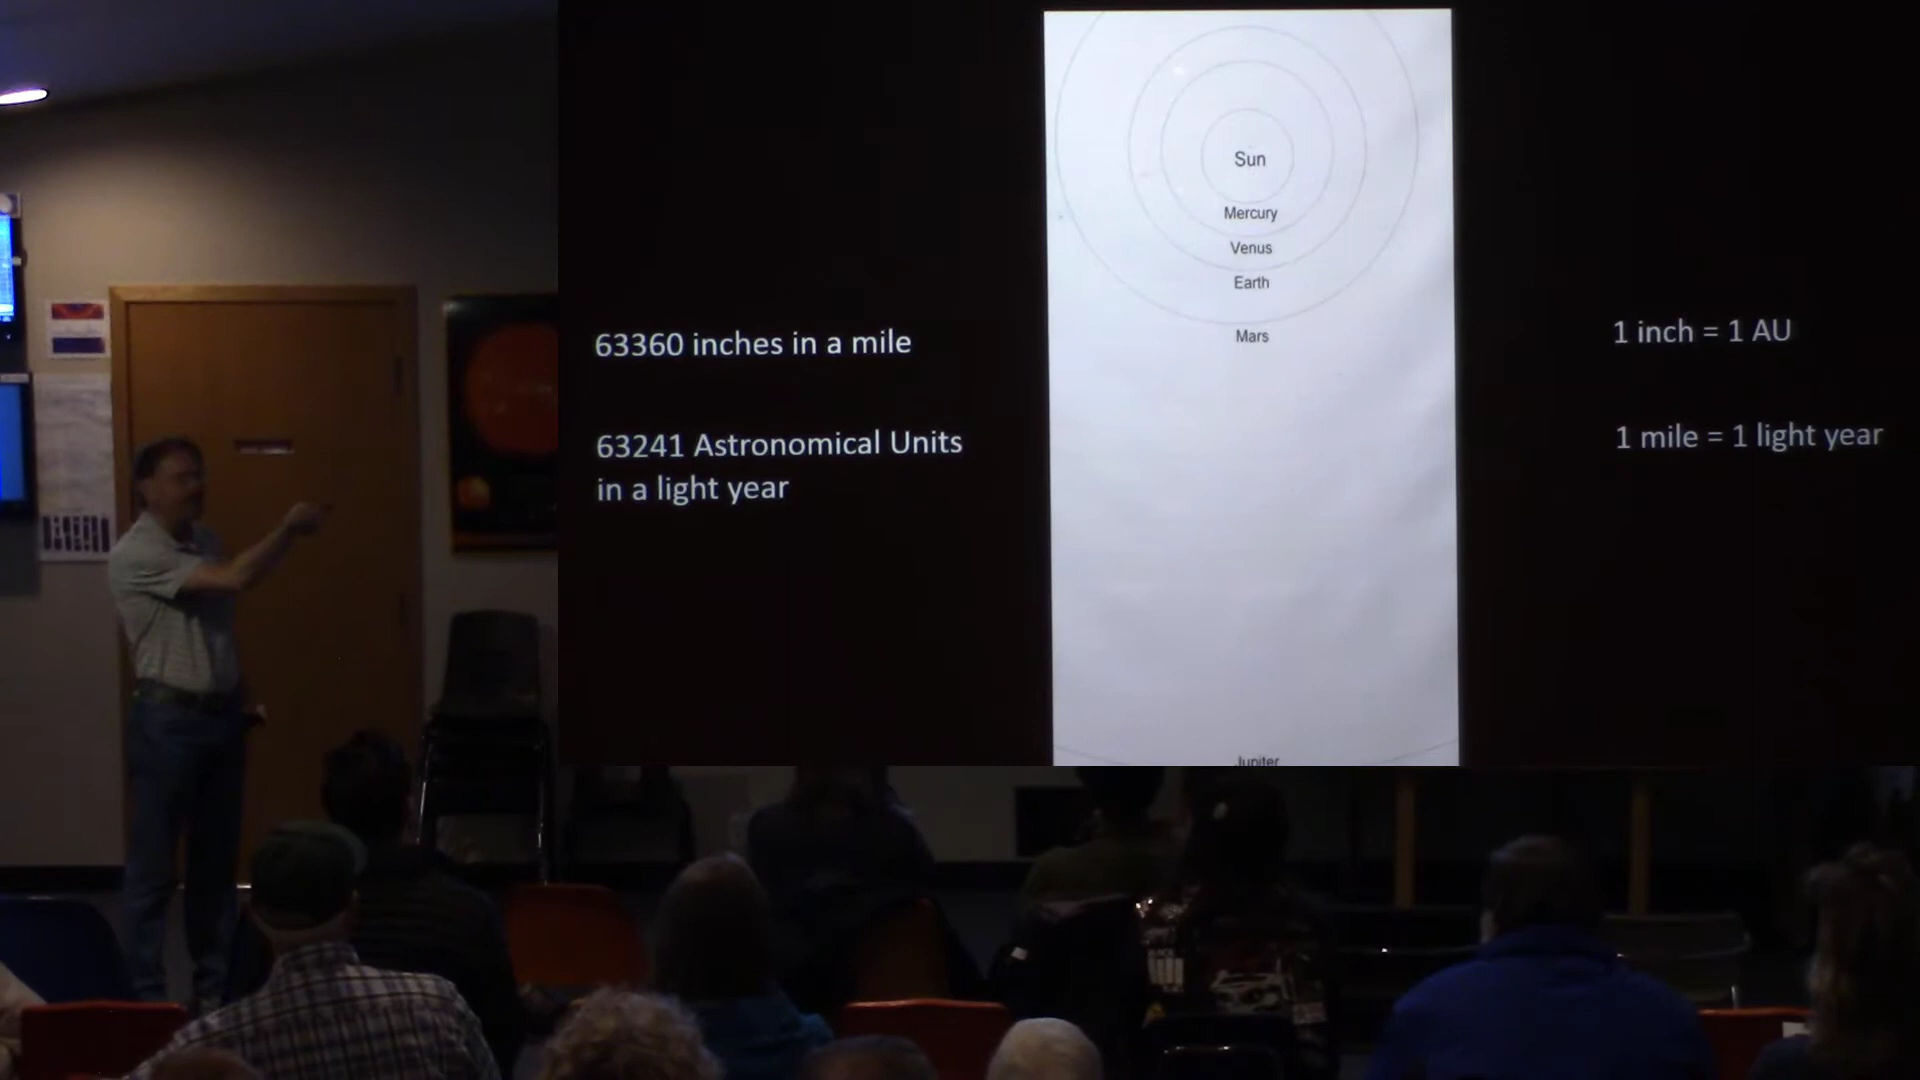 63360 inches in a mile
63241 Astronomical Units
in a light year
Sun
Mercury
Venus
Earth
Mars
Jupiter
1 inch = 1 AU
1 mile = 1 light year